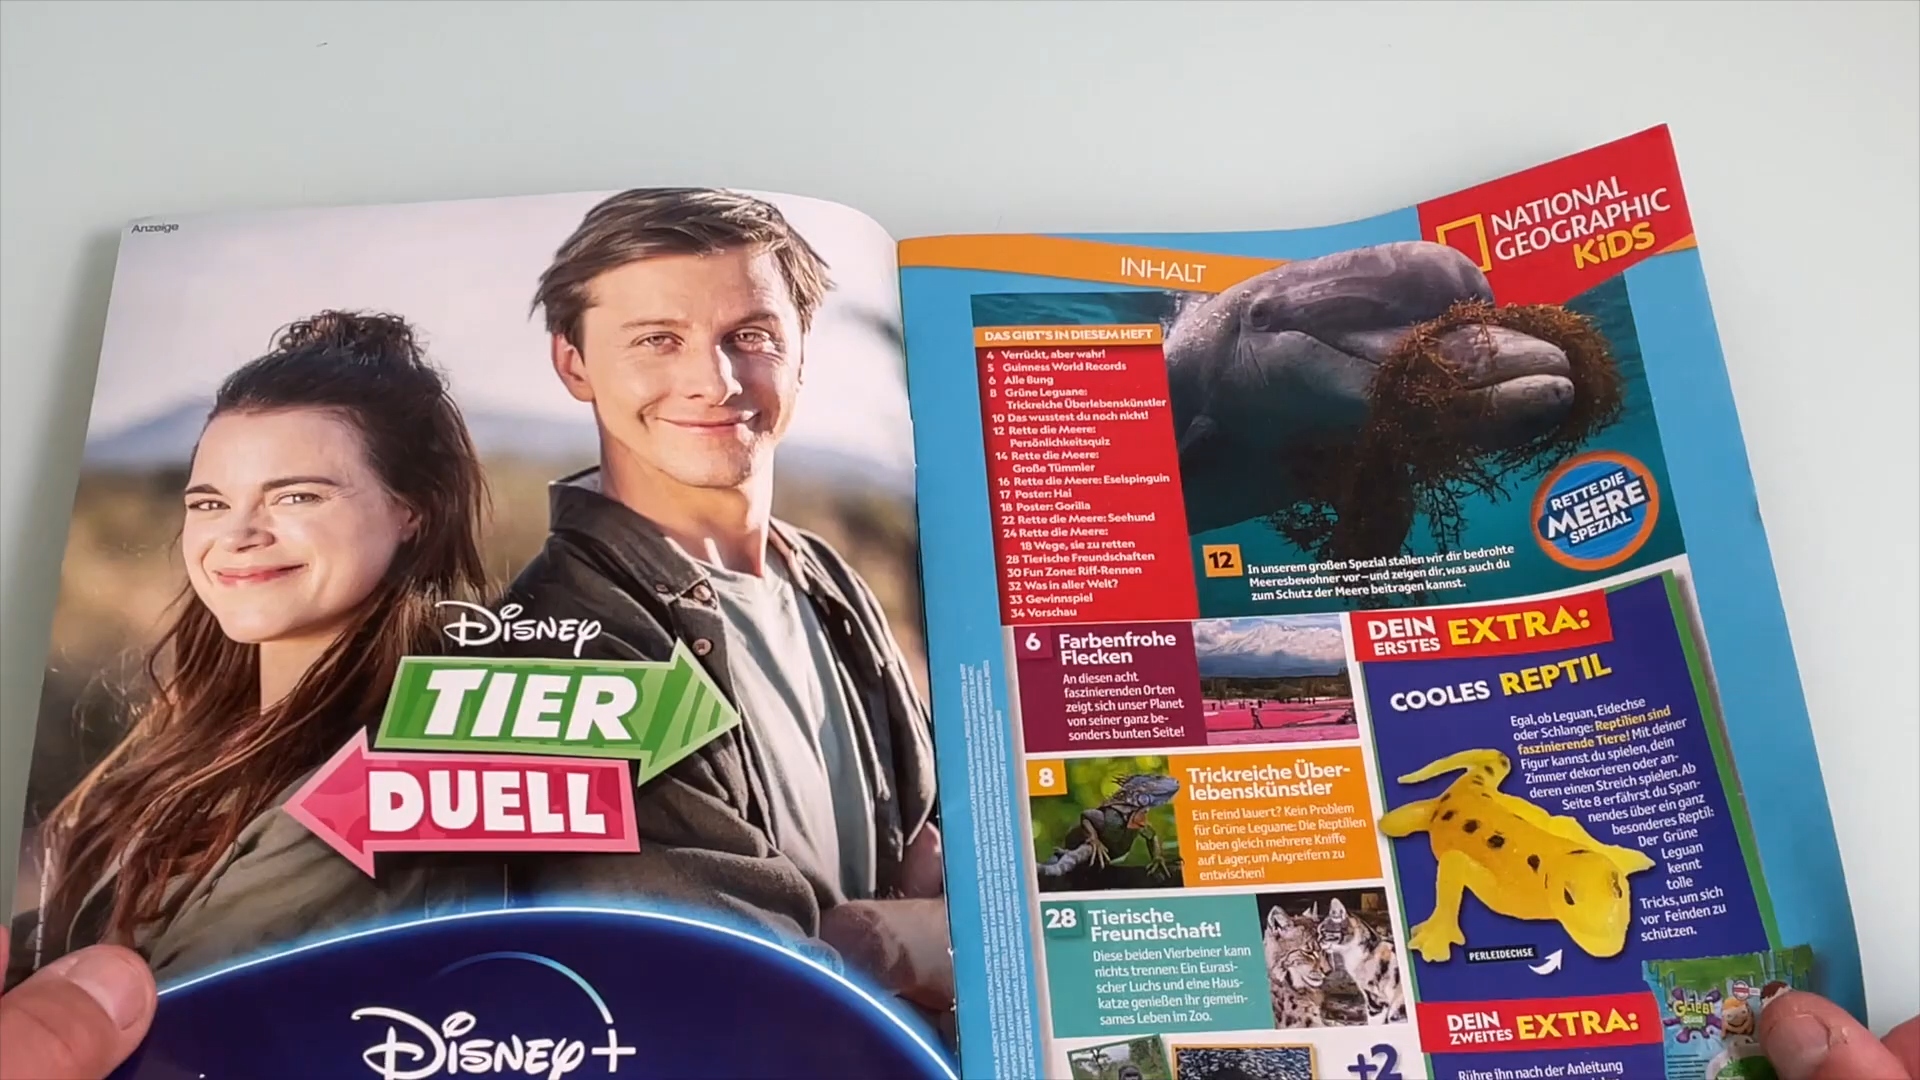 Anzeige
Disney
TIER
DUELL
Disney+
INHALT
NATIONAL
GEOGRAPHIC
KiDS
DAS GIBT'S IN DIESEM HEFT
4 Verrückt, aber wahr!
5 Guinness World Records
6 Alle Bung
8 Grüne Leguane:
Trickreiche Überlebenskünstler
10 Das wusstest du noch nicht!
12 Rette die Meere:
Persönlichkeitsquiz
14 Rette die Meere:
Große Tümmler
16 Rette die Meere: Eselspinguin
17 Poster: Hai
18 Poster: Gorilla
22 Rette die Meere: Seehund
24 Rette die Meere:
18 Wege, sie zu retten
28 Tierische Freundschaften
30 Fun Zone: Riff-Rennen
32 Was in aller Welt?
33 Gewinnspiel
34 Vorschau
RETTE DIE
MEERE
SPEZIAL
12 In unserem großen Spezial stellen wir dir bedrohte
Meeresbewohner vor – und zeigen dir, was auch du
zum Schutz der Meere beitragen kannst.
6 Farbenfrohe
Flecken
An diesen acht
faszinierenden Orten
zeigt sich unser Planet
von seiner ganz be-
sonders bunten Seite!
8 Trickreiche Über-
lebenskünstler
Ein Feind lauert? Kein Problem
für Grüne Leguane: Die Reptilien
haben gleich mehrere Kniffe
auf Lager, um Angreifern zu
entwischen!
28 Tierische
Freundschaft!
Diese beiden Vierbeiner kann
nichts trennen: Ein Eurasi-
scher Luchs und eine Haus-
katze genießen ihr gemein-
sames Leben im Zoo.
+2
DEIN
ERSTES EXTRA:
COOLES REPTIL
Egal, ob Leguan, Eidechse
oder Schlange: Reptilien sind
faszinierende Tiere! Mit deiner
Figur kannst du spielen, dein
Zimmer dekorieren oder an-
deren einen Streich spielen. Ab
Seite 8 erfährst du Span-
nendes über ein ganz
besonderes Reptil:
Der Grüne
Leguan
kennt
tolle
Tricks, um sich
vor Feinden zu
schützen.
PERLEIDECHSE
DEIN
ZWEITES EXTRA:
Rühre ihn nach der Anleitung